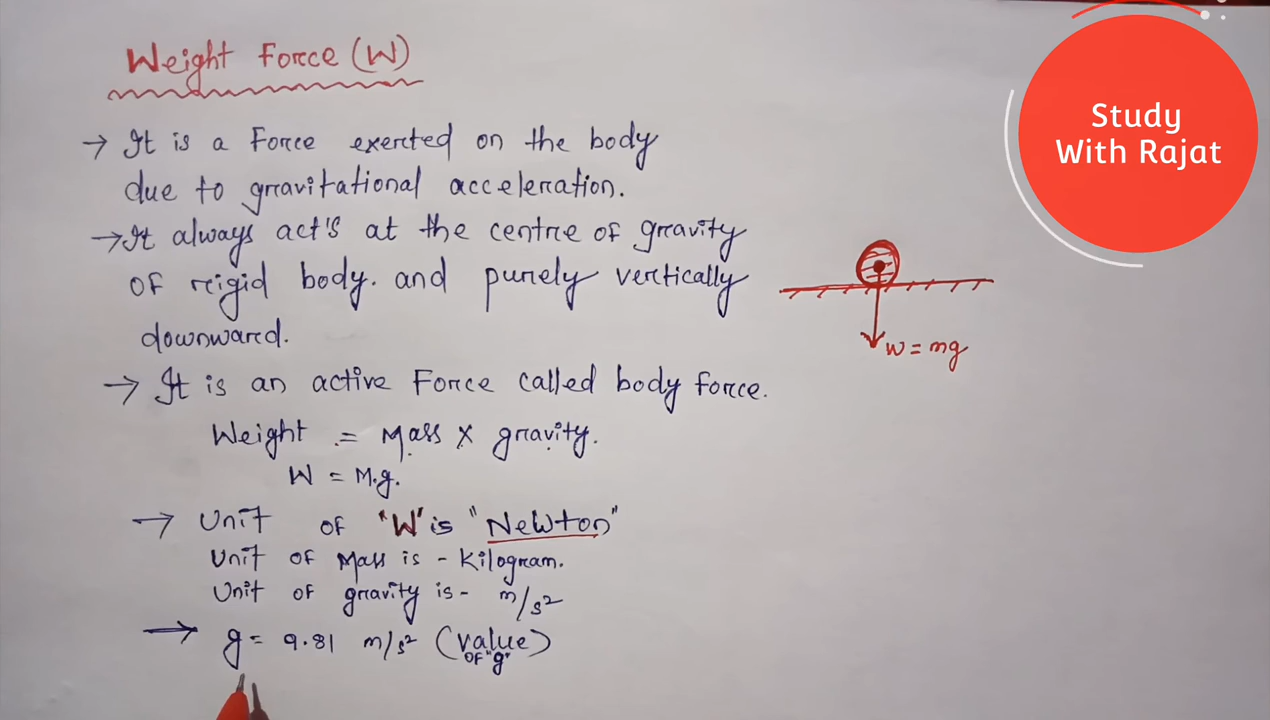 Weight Force (W)
→ It is a Force exerted on the body
due to gravitational acceleration.
→ It always act's at the centre of gravity
of rigid body. and purely vertically
downward.
→ It is an active Force called body force.
Weight = Mass X gravity.
W = M.g.
→ Unit of "W" is "Newton"
Unit of Mass is - Kilogram.
Unit of gravity is - m/s²
→ g = 9.81 m/s² (value
OF "g")
W = mg
Study
With Rajat